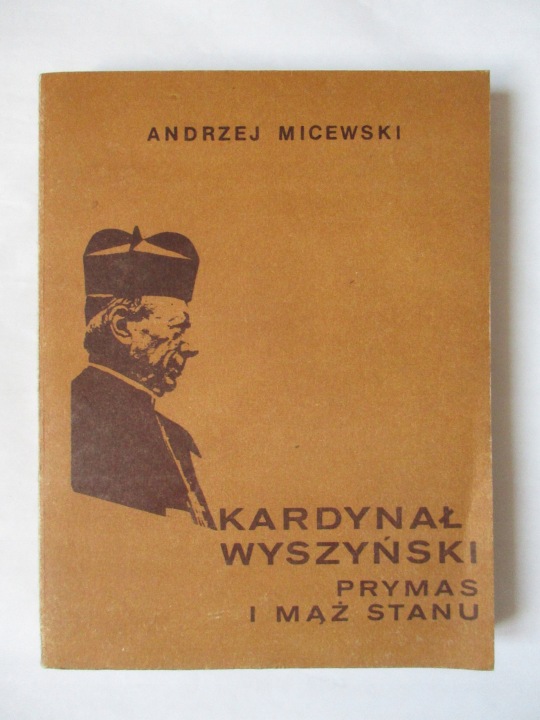 ANDRZEJ MICEWSKI
KARDYNAŁ
WYSZYŃSKI
PRYMAS
I MĄŻ STANU